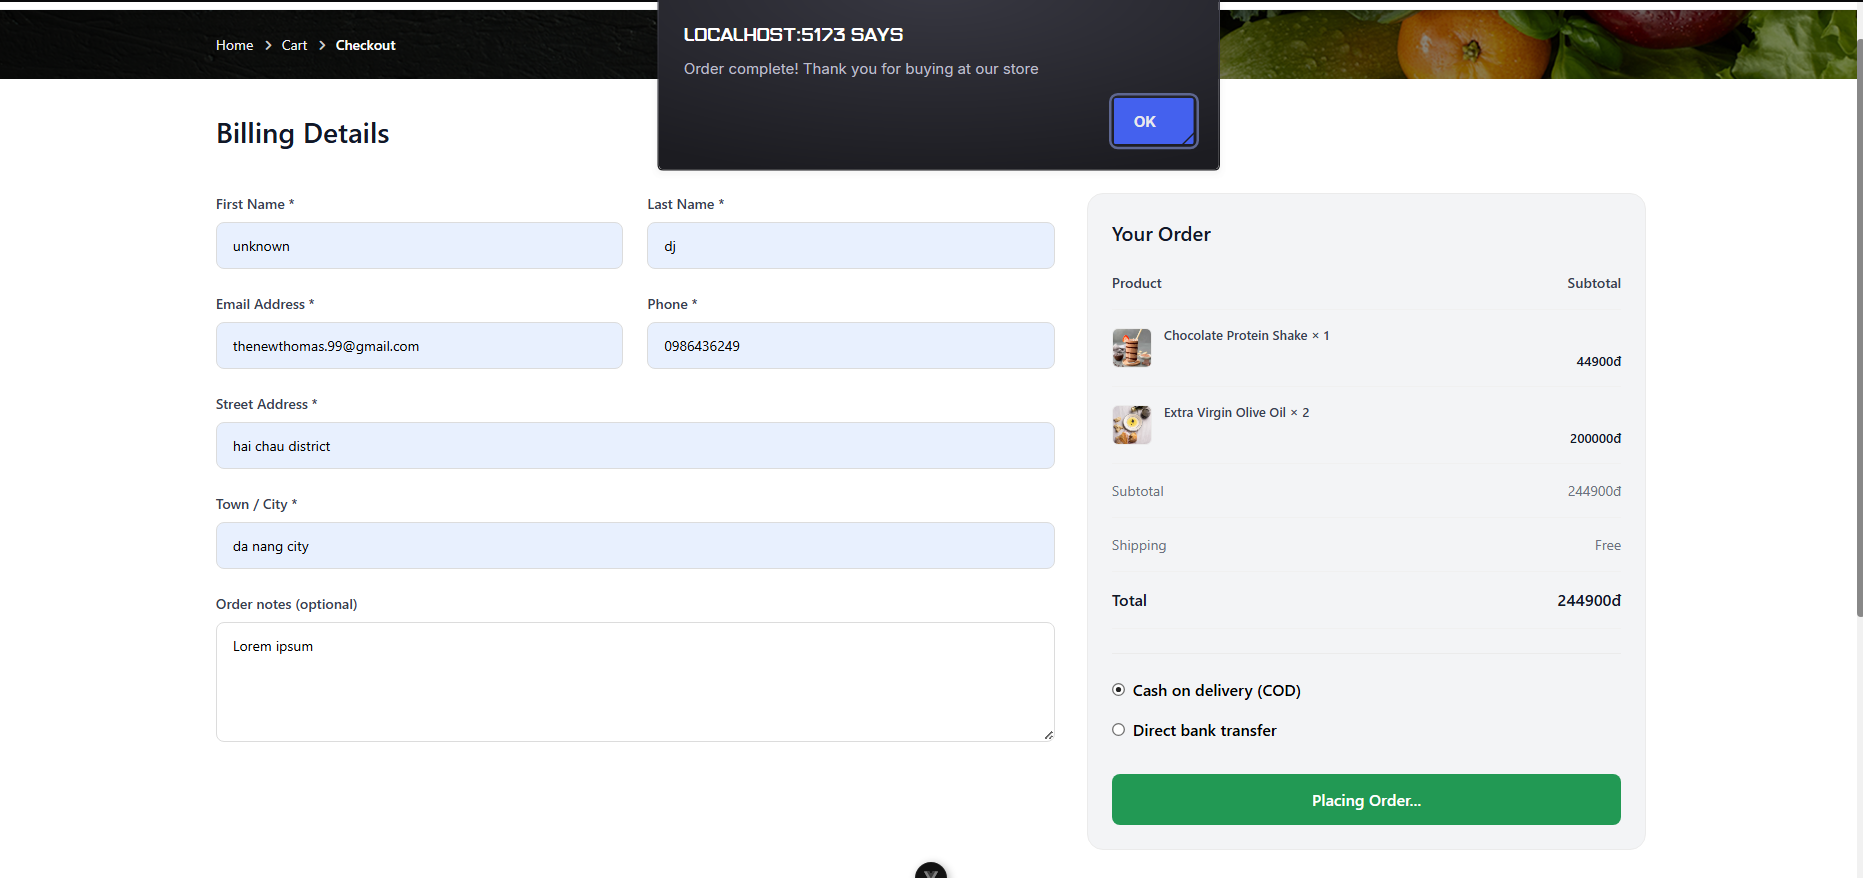 Home > Cart > Checkout
LOCALHOST:5173 SAYS
Order complete! Thank you for buying at our store
OK
Billing Details
First Name *
unknown
Last Name *
dj
Email Address *
thenewthomas.99@gmail.com
Phone *
0986436249
Street Address *
hai chau district
Town / City *
da nang city
Order notes (optional)
Lorem ipsum
Your Order
Product Subtotal
Chocolate Protein Shake × 1
44900đ
Extra Virgin Olive Oil × 2
200000đ
Subtotal 244900đ
Shipping Free
Total 244900đ
Cash on delivery (COD)
Direct bank transfer
Placing Order...